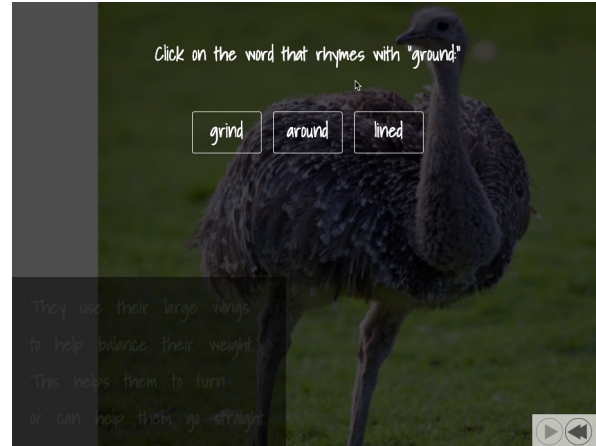 Click on the word that rhymes with "ground:"
grind
around
lined
They use their large wings
to help balance their weight.
This helps them to turn
or can help them go straight.